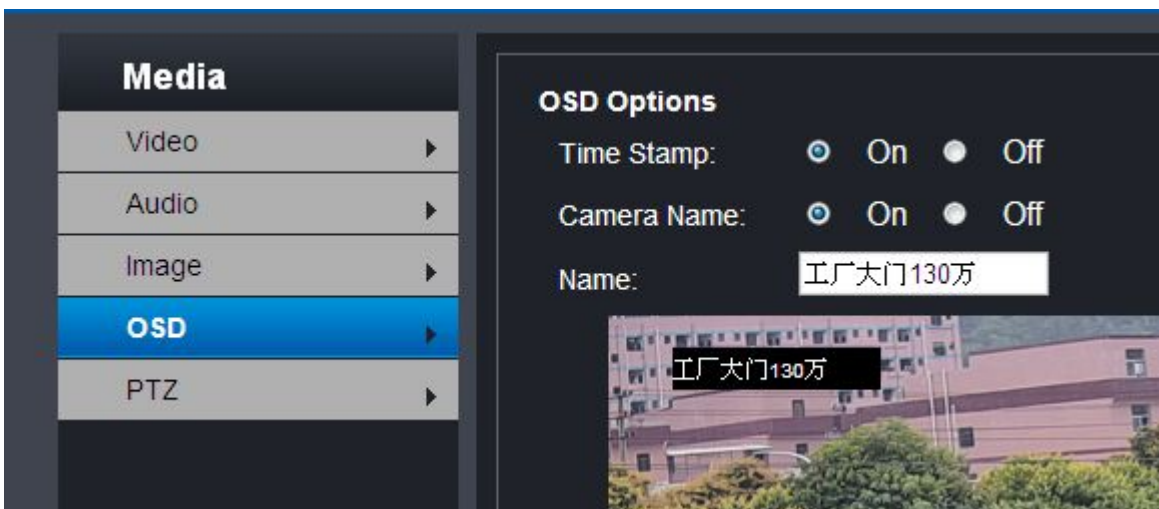 Media
Video
Audio
Image
OSD
PTZ
OSD Options
Time Stamp: On Off
Camera Name: On Off
Name: 工厂大门130万
工厂大门130万